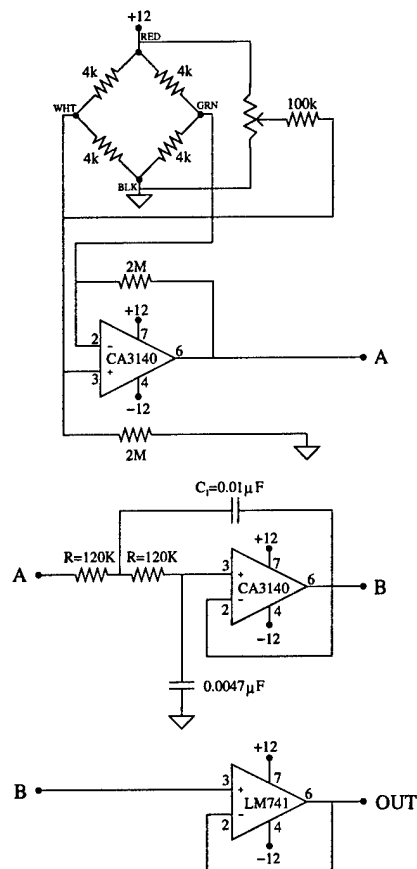 +12
RED
4k 4k
WHT GRN
100k
4k 4k
BLK
2M
+12
2 - 7
CA3140 6 A
3 + 4
-12
2M
C₁=0.01μF
+12
R=120K R=120K
3 + 7
A CA3140 6 B
2 - 4
-12
0.0047μF
+12
3 + 7
B LM741 6 OUT
2 - 4
-12